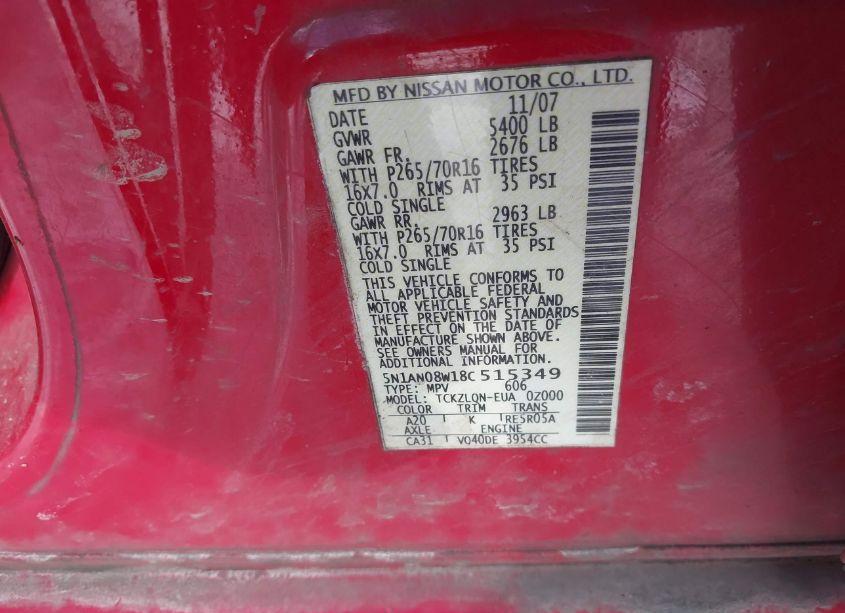 MFD BY NISSAN MOTOR CO., LTD.
DATE 11/07
GVWR 5400 LB
GAWR FR. 2676 LB
WITH P265/70R16 TIRES
16X7.0 RIMS AT 35 PSI
COLD SINGLE
GAWR RR. 2963 LB
WITH P265/70R16 TIRES
16X7.0 RIMS AT 35 PSI
COLD SINGLE
THIS VEHICLE CONFORMS TO
ALL APPLICABLE FEDERAL
MOTOR VEHICLE SAFETY AND
THEFT PREVENTION STANDARDS
IN EFFECT ON THE DATE OF
MANUFACTURE SHOWN ABOVE.
SEE OWNERS MANUAL FOR
ADDITIONAL INFORMATION.
5N1AN08W18C515349
TYPE: MPV 606
MODEL: TCKZLQN-EUA 0Z000
COLOR TRIM TRANS
A20 K RE5R05A
AXLE ENGINE
CA31 VQ40DE 3954CC